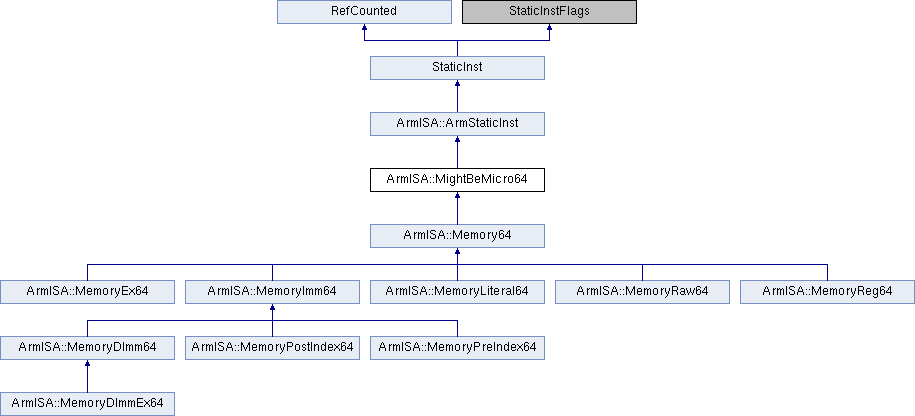 RefCounted
StaticInstFlags
StaticInst
ArmISA::ArmStaticInst
ArmISA::MightBeMicro64
ArmISA::Memory64
ArmISA::MemoryEx64
ArmISA::MemoryImm64
ArmISA::MemoryLiteral64
ArmISA::MemoryRaw64
ArmISA::MemoryReg64
ArmISA::MemoryDImm64
ArmISA::MemoryPostIndex64
ArmISA::MemoryPreIndex64
ArmISA::MemoryDImmEx64